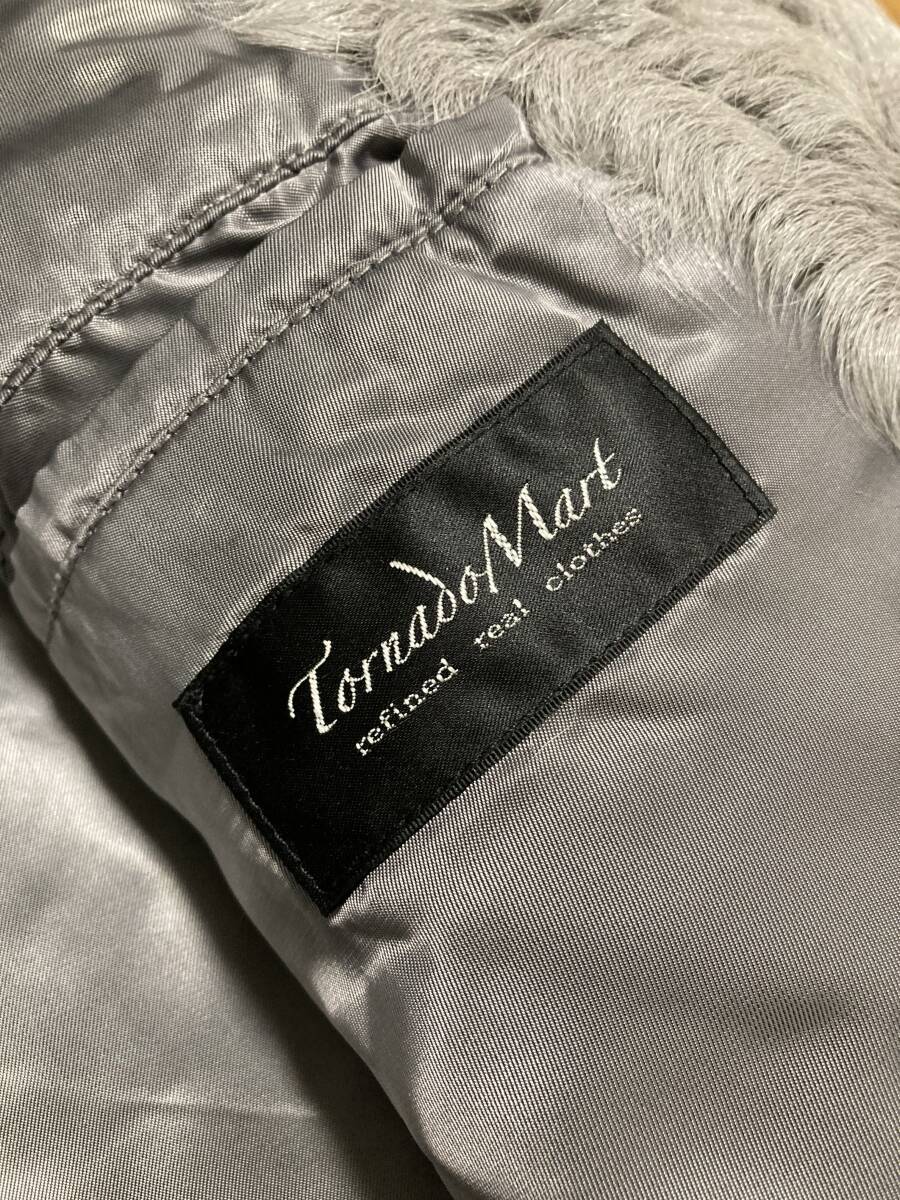 TornadoMart
refined real clothes